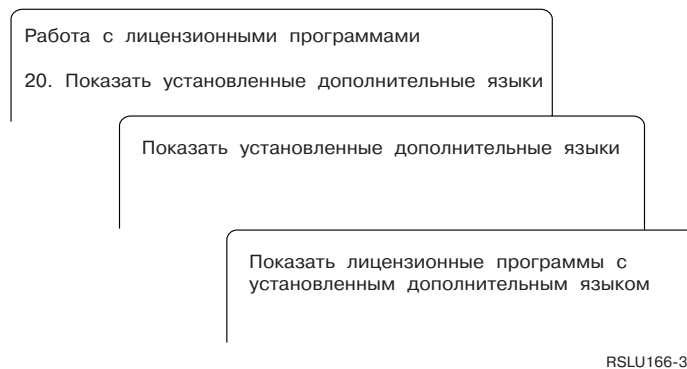 Работа с лицензионными программами
20. Показать установленные дополнительные языки
Показать установленные дополнительные языки
Показать лицензионные программы с
установленным дополнительным языком
RSLU166-3